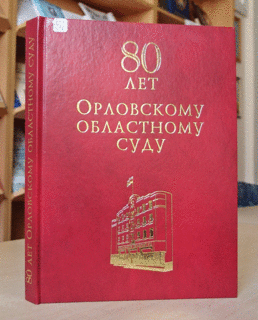 80
ЛЕТ
ОРЛОВСКОМУ
ОБЛАСТНОМУ
СУДУ
80 ЛЕТ ОРЛОВСКОМУ ОБЛАСТНОМУ СУДУ